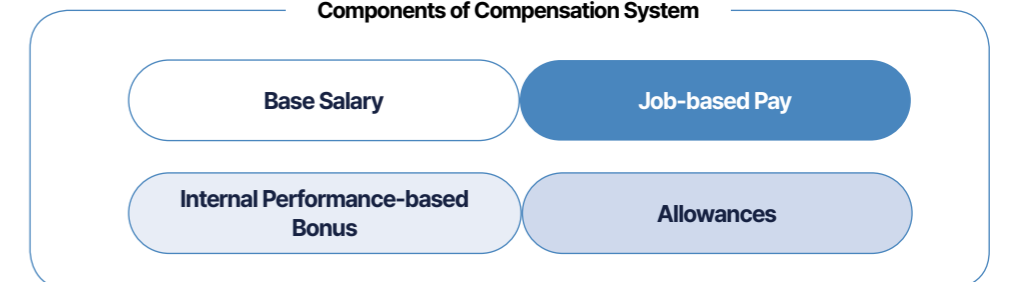 Components of Compensation System
Base Salary
Job-based Pay
Internal Performance-based
Bonus
Allowances